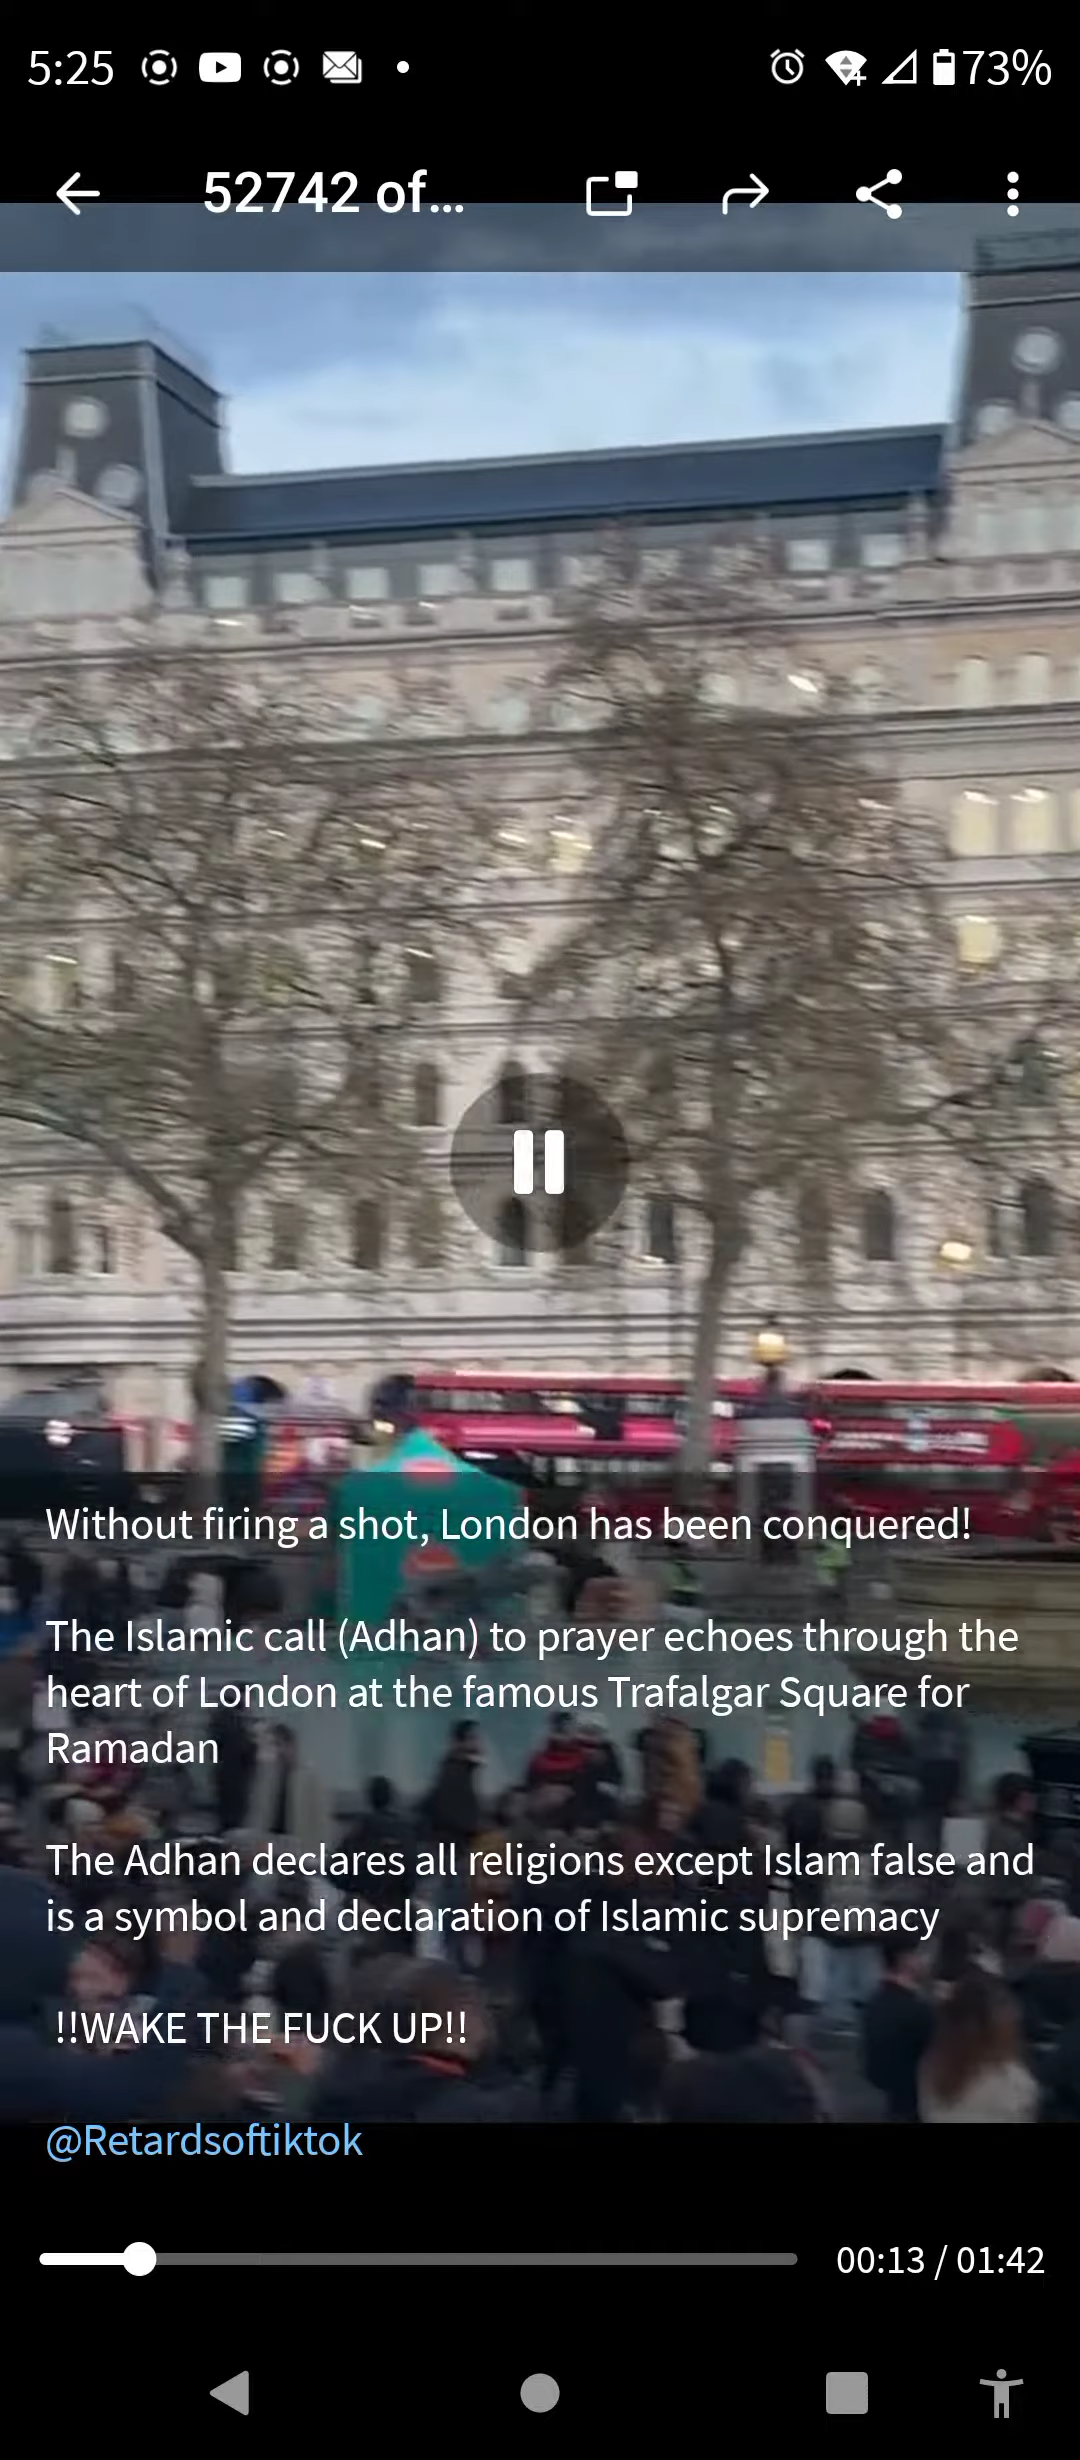 5:25
73%
52742 of...
Without firing a shot, London has been conquered!
The Islamic call (Adhan) to prayer echoes through the
heart of London at the famous Trafalgar Square for
Ramadan
The Adhan declares all religions except Islam false and
is a symbol and declaration of Islamic supremacy
!!WAKE THE FUCK UP!!
@Retardsoftiktok
00:13 / 01:42